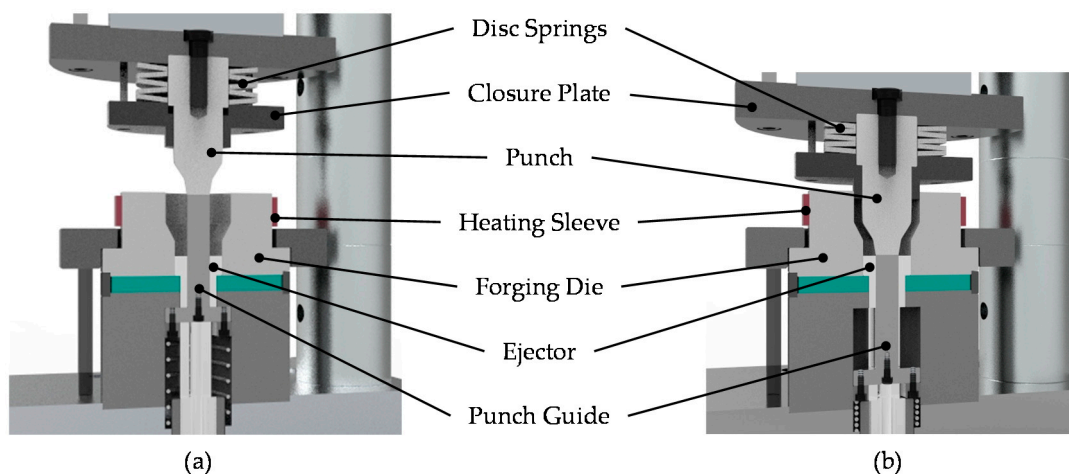 Disc Springs
Closure Plate
Punch
Heating Sleeve
Forging Die
Ejector
Punch Guide
(a)
(b)